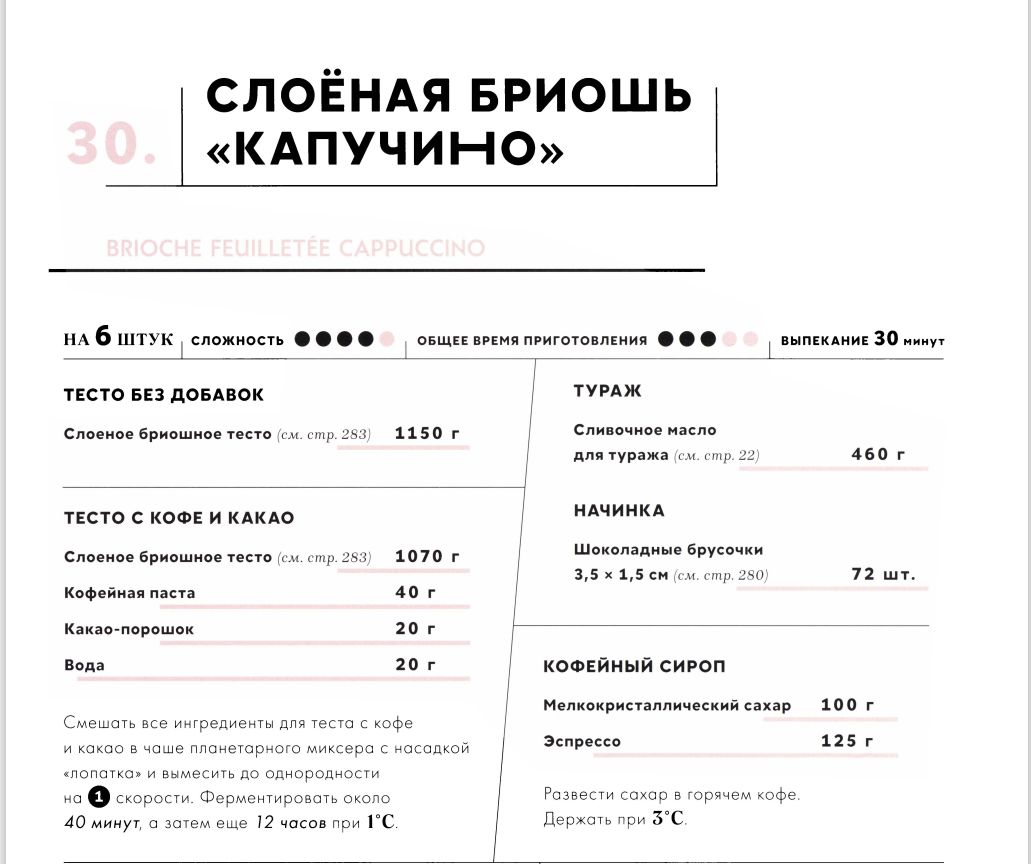 30.
СЛОЁНАЯ БРИОШЬ
«КАПУЧИНО»
BRIOCHE FEUILLETÉE CAPPUCCINO
НА 6 ШТУК СЛОЖНОСТЬ ОБЩЕЕ ВРЕМЯ ПРИГОТОВЛЕНИЯ ВЫПЕКАНИЕ 30 минут
ТЕСТО БЕЗ ДОБАВОК
Слоеное бриошное тесто (см. стр. 283) 1150 г
ТЕСТО С КОФЕ И КАКАО
Слоеное бриошное тесто (см. стр. 283) 1070 г
Кофейная паста 40 г
Какао-порошок 20 г
Вода 20 г
Смешать все ингредиенты для теста с кофе
и какао в чаше планетарного миксера с насадкой
«лопатка» и вымесить до однородности
на 1 скорости. Ферментировать около
40 минут, а затем еще 12 часов при 1°C.
ТУРАЖ
Сливочное масло
для туража (см. стр. 22) 460 г
НАЧИНКА
Шоколадные брусочки
3,5 × 1,5 см (см. стр. 280) 72 шт.
КОФЕЙНЫЙ СИРОП
Мелкокристаллический сахар 100 г
Эспрессо 125 г
Развести сахар в горячем кофе.
Держать при 3°C.